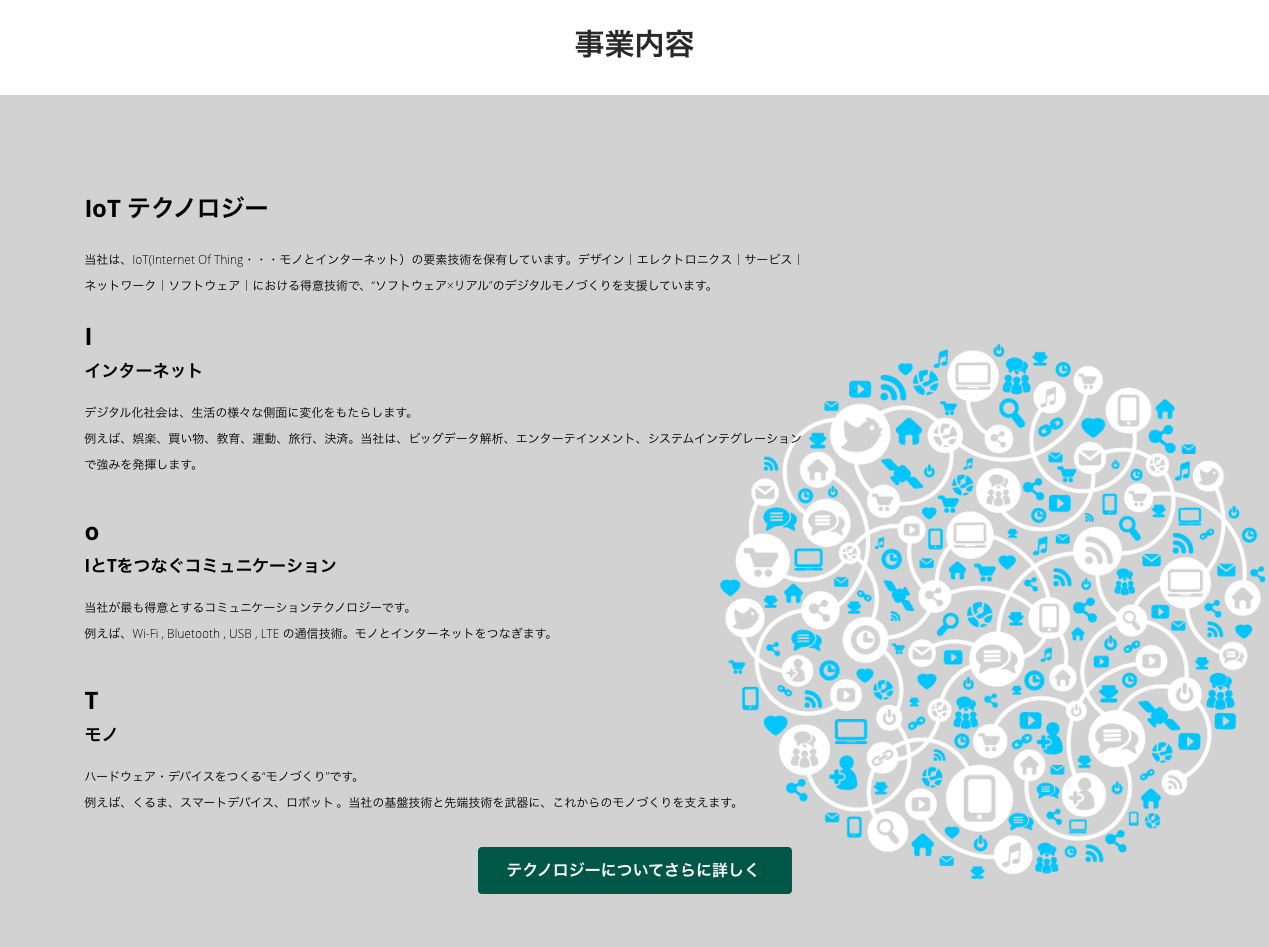 事業内容
IoT テクノロジー
当社は、IoT(Internet Of Thing・・・モノとインターネット）の要素技術を保有しています。デザイン｜エレクトロニクス｜サービス｜
ネットワーク｜ソフトウェア｜における得意技術で、“ソフトウェア×リアル”のデジタルモノづくりを支援しています。
I
インターネット
デジタル化社会は、生活の様々な側面に変化をもたらします。
例えば、娯楽、買い物、教育、運動、旅行、決済。当社は、ビッグデータ解析、エンターテインメント、システムインテグレーション
で強みを発揮します。
o
IとTをつなぐコミュニケーション
当社が最も得意とするコミュニケーションテクノロジーです。
例えば、Wi-Fi , Bluetooth , USB , LTE の通信技術。モノとインターネットをつなぎます。
T
モノ
ハードウェア・デバイスをつくる“モノづくり”です。
例えば、くるま、スマートデバイス、ロボット 。当社の基盤技術と先端技術を武器に、これからのモノづくりを支えます。
テクノロジーについてさらに詳しく